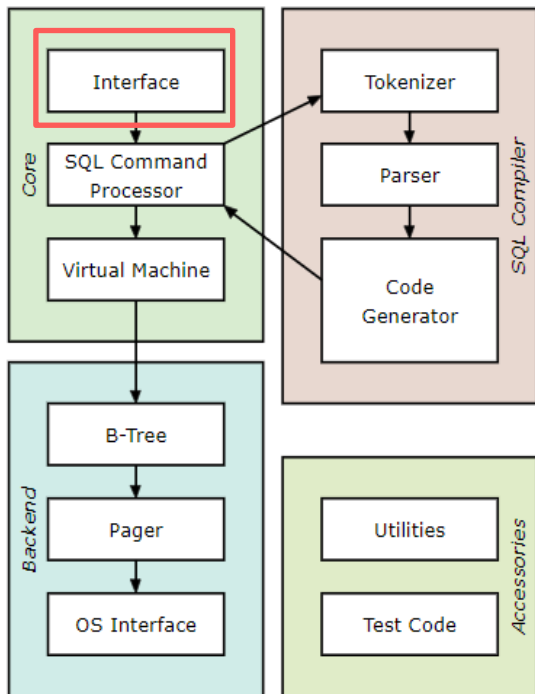 Interface
SQL Command
Processor
Virtual Machine
Core
Tokenizer
Parser
Code
Generator
SQL Compiler
B-Tree
Pager
OS Interface
Backend
Utilities
Test Code
Accessories